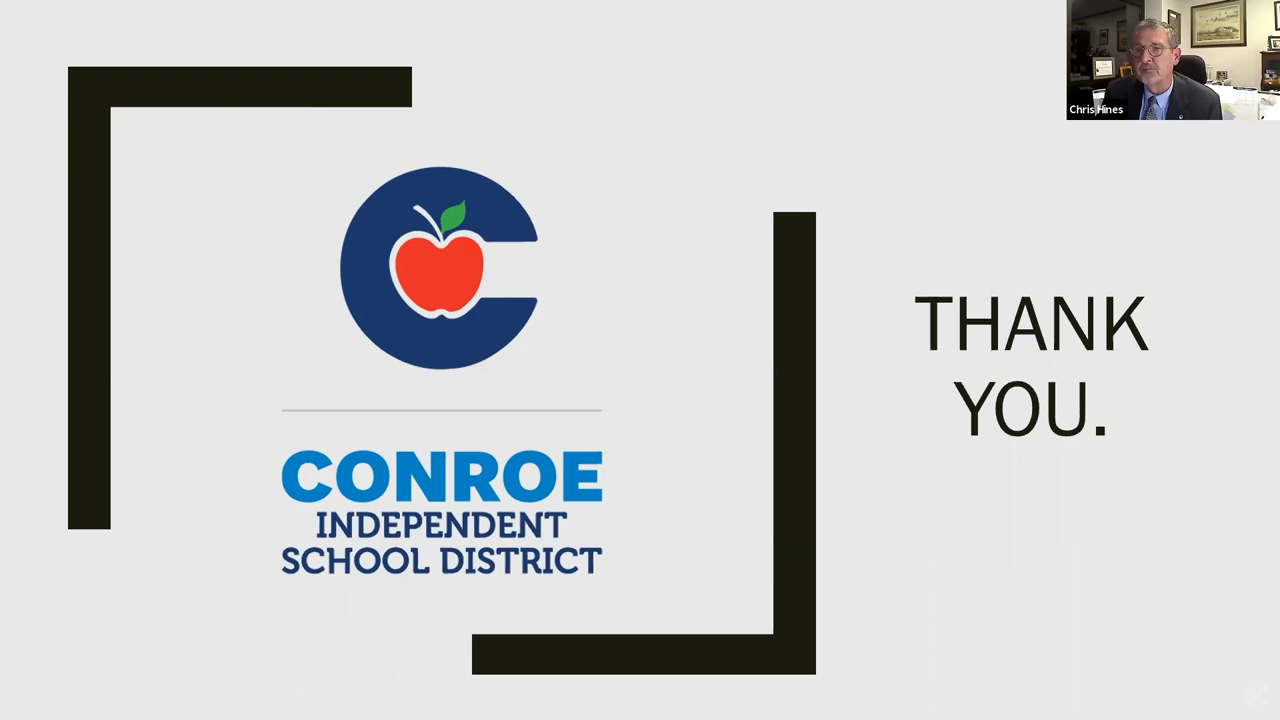 Chris Hines
CONROE
INDEPENDENT
SCHOOL DISTRICT
THANK
YOU.